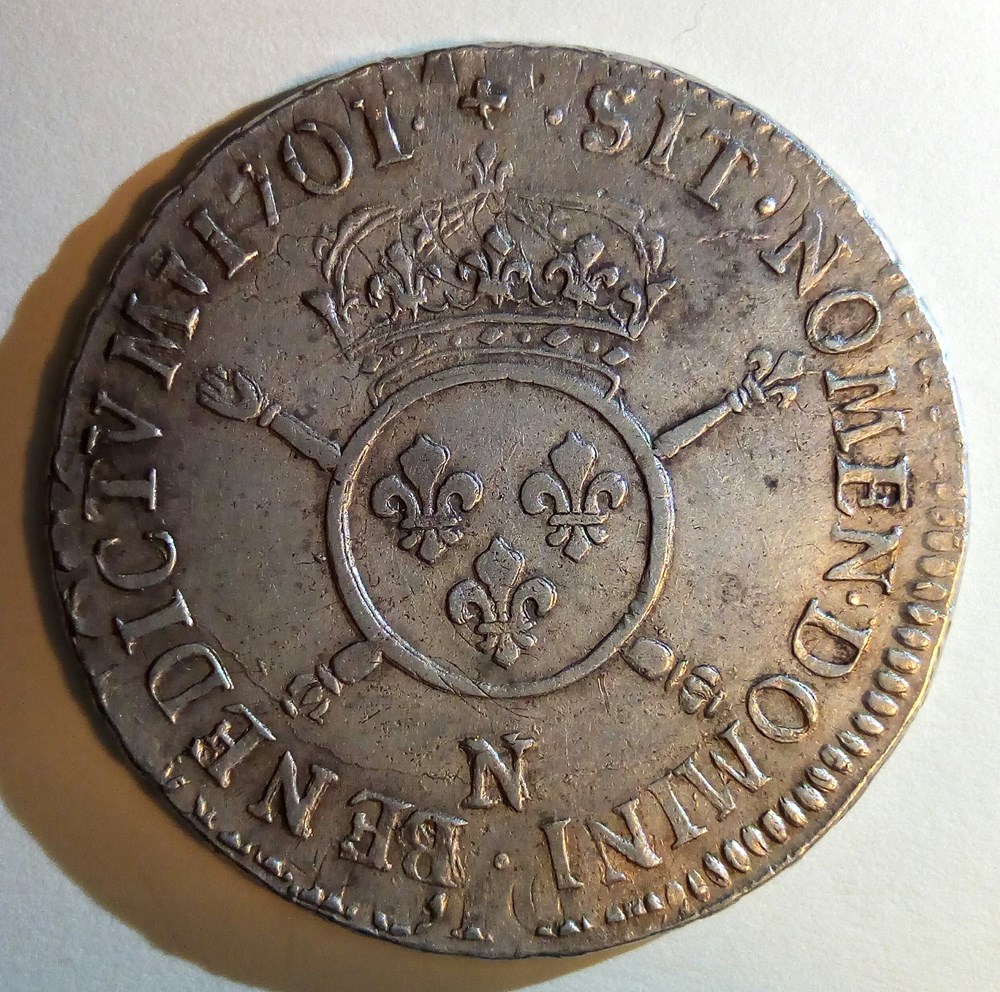 · SIT · NOMEN · DOMINI · BENEDICTVM 1701 ·
N